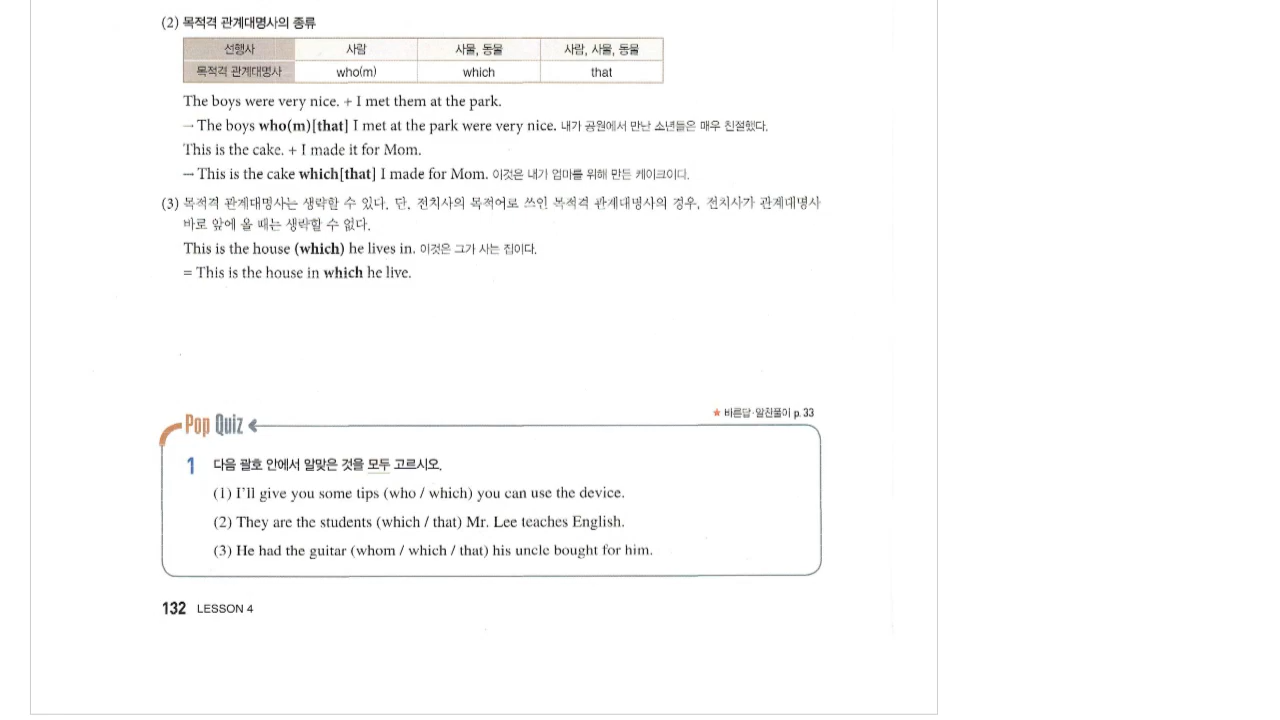 (2) 목적격 관계대명사의 종류
선행사 사람 사물, 동물 사람, 사물, 동물
목적격 관계대명사 who(m) which that
The boys were very nice. + I met them at the park.
→ The boys who(m)[that] I met at the park were very nice. 내가 공원에서 만난 소년들은 매우 친절했다.
This is the cake. + I made it for Mom.
→ This is the cake which[that] I made for Mom. 이것은 내가 엄마를 위해 만든 케이크이다.
(3) 목적격 관계대명사는 생략할 수 있다. 단, 전치사의 목적어로 쓰인 목적격 관계대명사의 경우, 전치사가 관계대명사
바로 앞에 올 때는 생략할 수 없다.
This is the house (which) he lives in. 이것은 그가 사는 집이다.
= This is the house in which he live.
★ 바른답·알찬풀이 p. 33
Pop Quiz
1 다음 괄호 안에서 알맞은 것을 모두 고르시오.
(1) I'll give you some tips (who / which) you can use the device.
(2) They are the students (which / that) Mr. Lee teaches English.
(3) He had the guitar (whom / which / that) his uncle bought for him.
132 LESSON 4